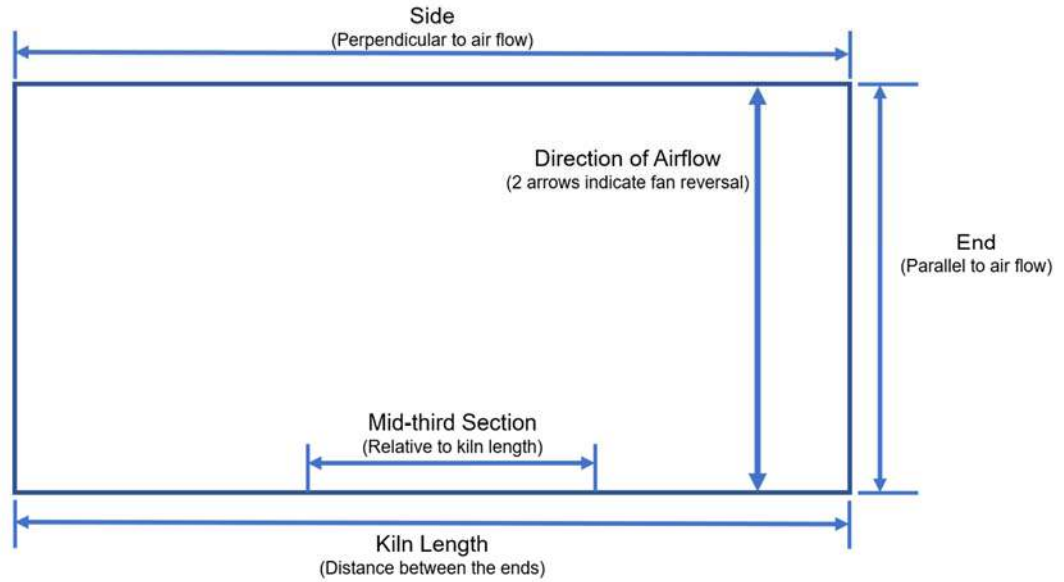 Side
(Perpendicular to air flow)
Direction of Airflow
(2 arrows indicate fan reversal)
End
(Parallel to air flow)
Mid-third Section
(Relative to kiln length)
Kiln Length
(Distance between the ends)